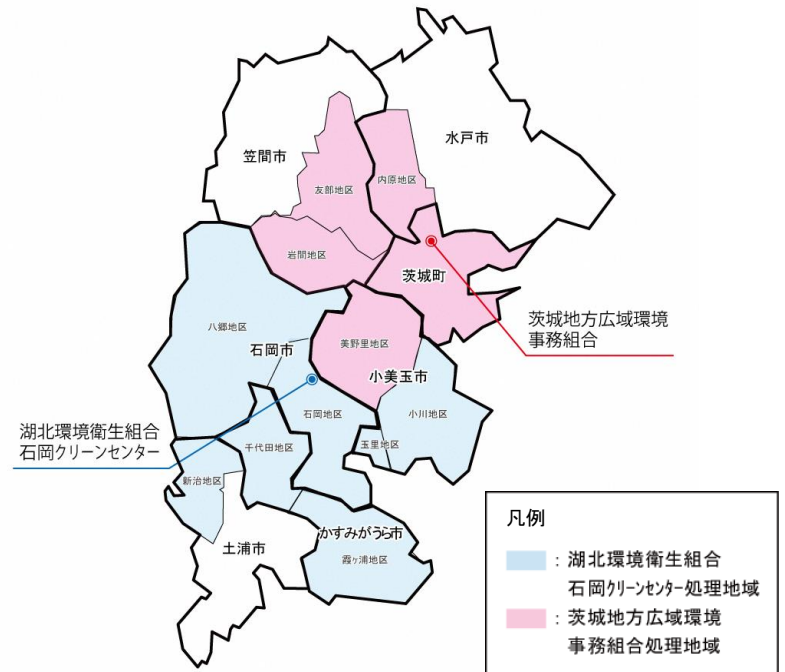 水戸市
笠間市
内原地区
友部地区
岩間地区
茨城町
茨城地方広域環境
事務組合
八郷地区
石岡市
美野里地区
小美玉市
石岡地区
小川地区
湖北環境衛生組合
石岡クリーンセンター
千代田地区
玉里地区
新治地区
かすみがうら市
土浦市
霞ヶ浦地区
凡例
：湖北環境衛生組合
石岡クリーンセンター処理地域
：茨城地方広域環境
事務組合処理地域